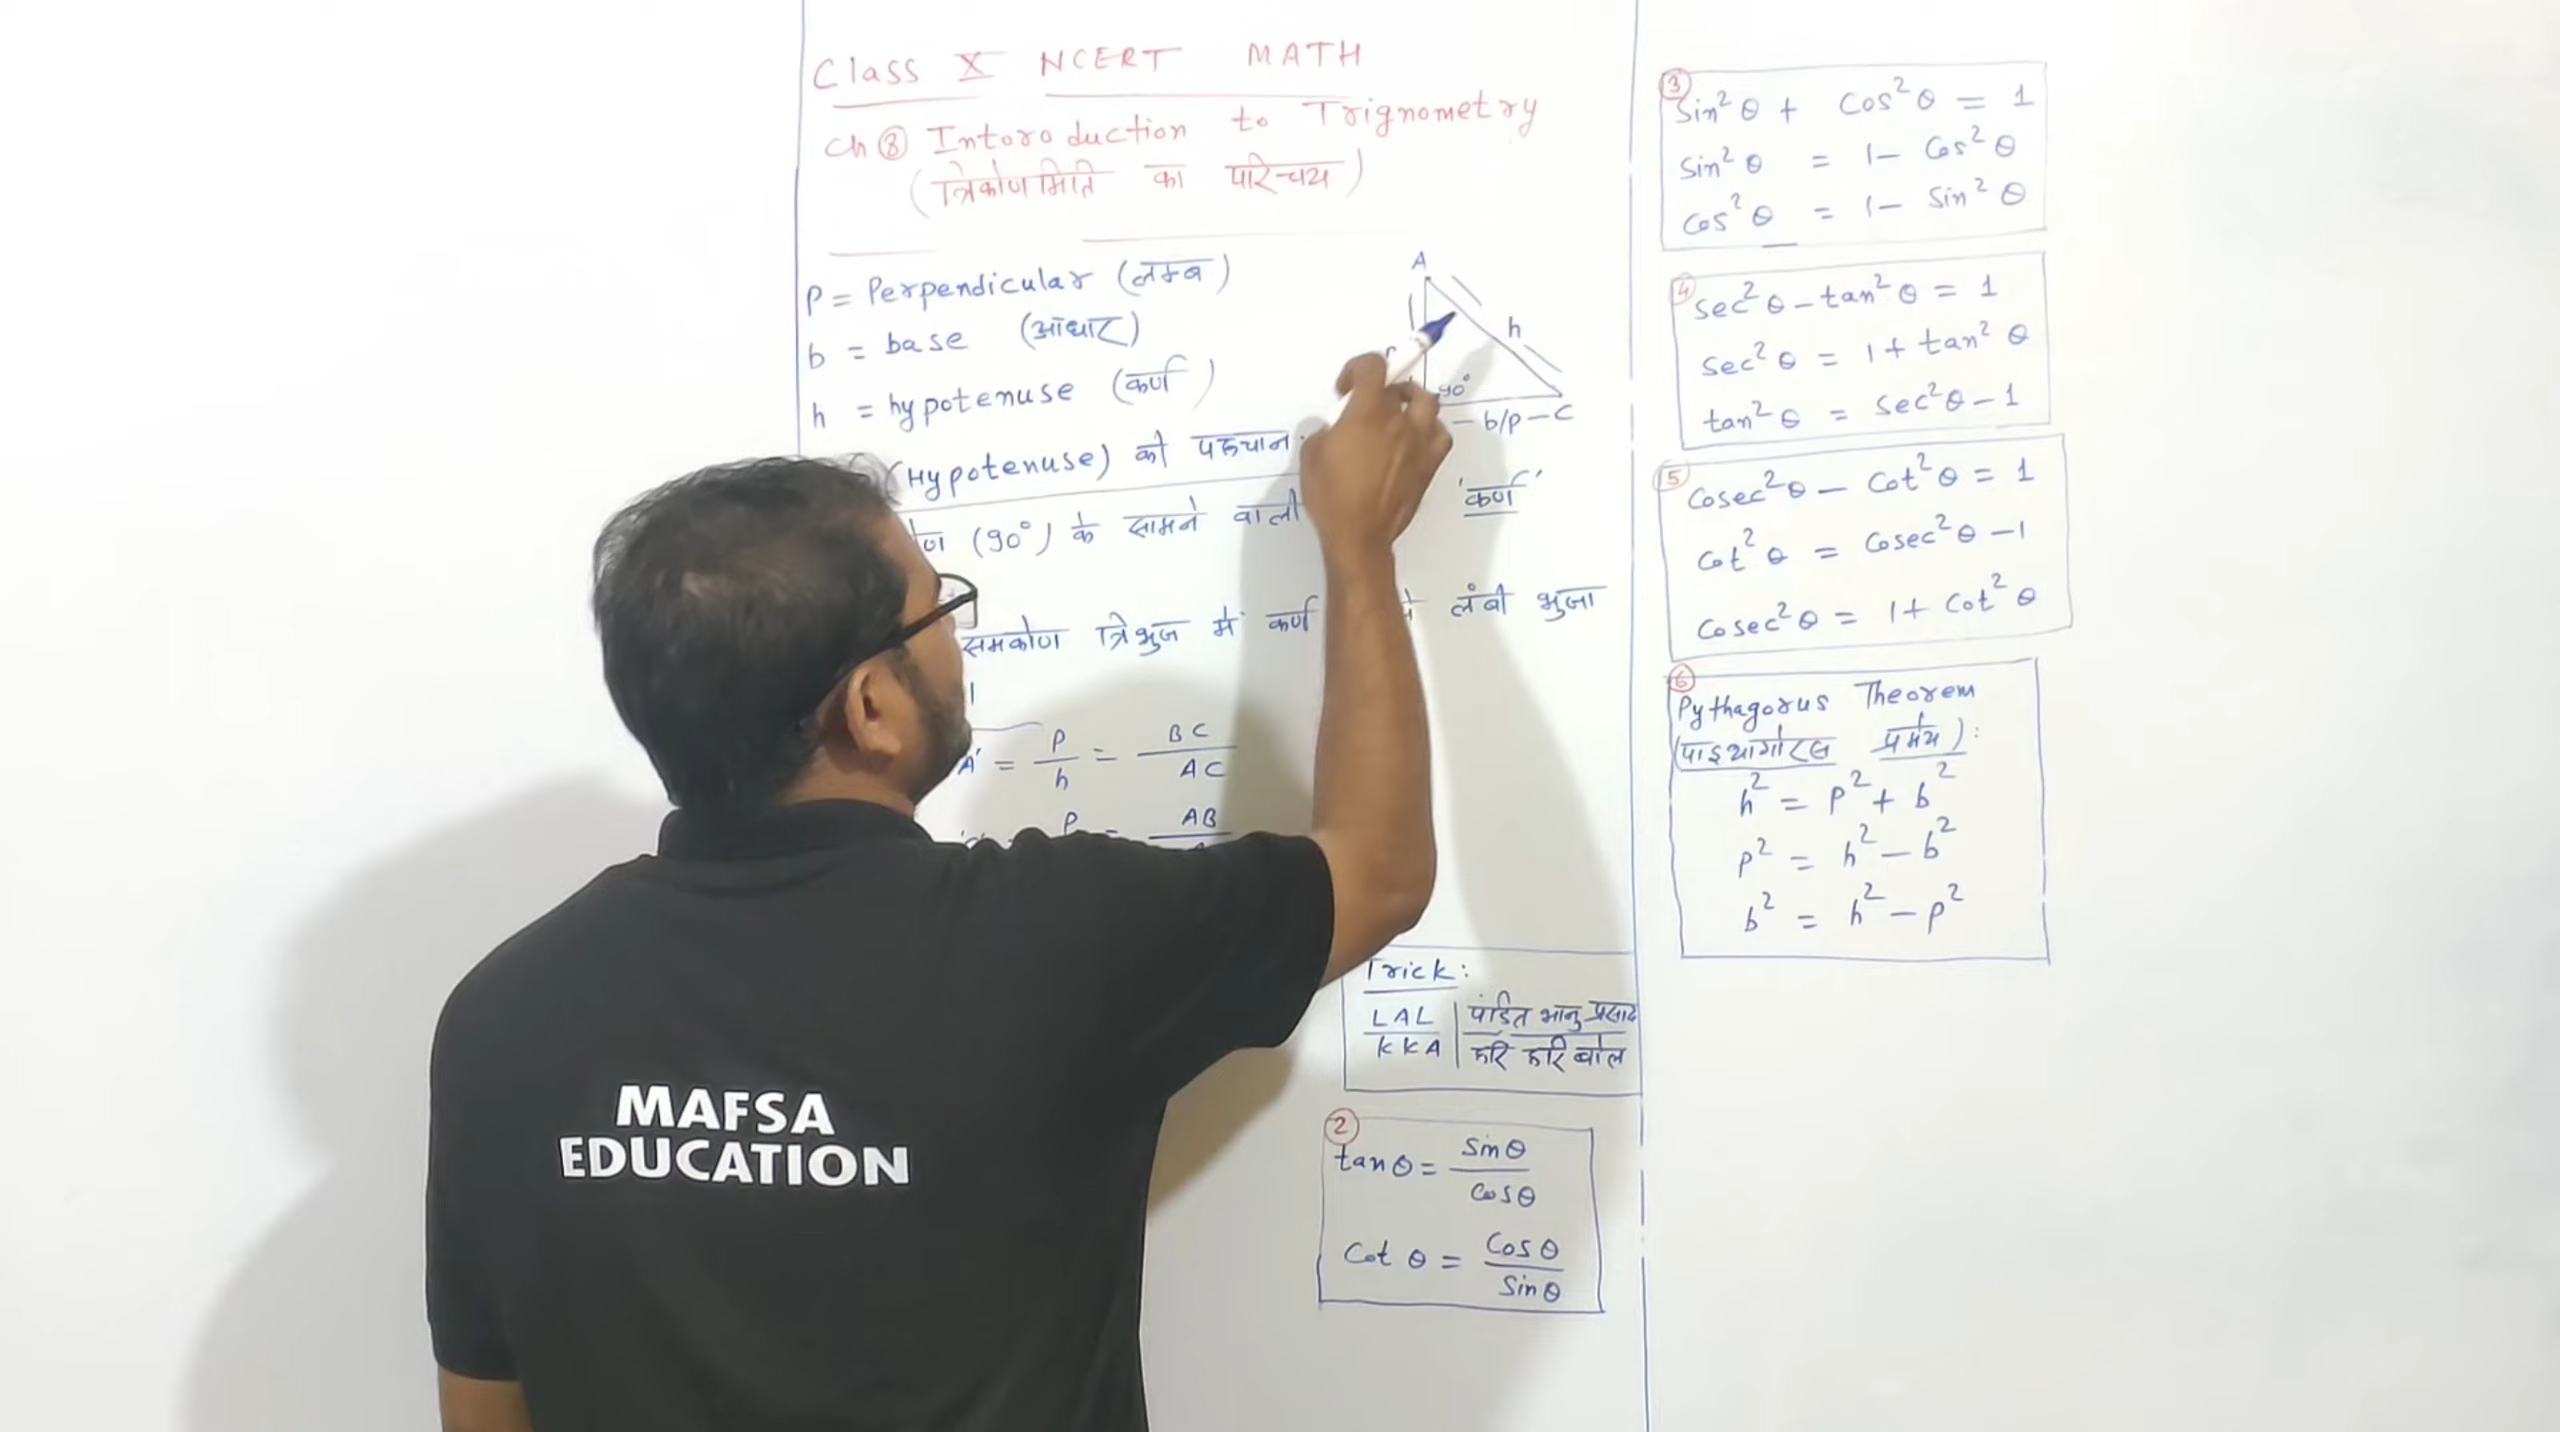 Class X NCERT MATH
Ch ⑧ Intoroduction to Trignometry
(त्रिकोणमिति का परिचय)
P = Perpendicular (लम्ब)
b = base (आधार)
h = hypotenuse (कर्ण)
A
h
90°
– b/p – C
(Hypotenuse) की पहचान:
(90°) के सामने वाली 'कर्ण'
समकोण त्रिभुज में कर्ण लंबी भुजा
A' = P/h = BC/AC
P = AB
Trick:
LAL/KKA | पंडित भानु प्रसाद/हरि हरि बोल
②
tanθ = Sinθ/Cosθ
Cot θ = Cosθ/Sinθ
③
Sin²θ + Cos²θ = 1
Sin²θ = 1 – Cos²θ
Cos²θ = 1 – Sin²θ
④
Sec²θ – tan²θ = 1
Sec²θ = 1 + tan²θ
tan²θ = Sec²θ – 1
⑤
Cosec²θ – Cot²θ = 1
Cot²θ = Cosec²θ – 1
Cosec²θ = 1 + Cot²θ
⑥
Pythagorus Theorem
(पाइथागोरस प्रमेय):
h² = P² + b²
P² = h² – b²
b² = h² – P²
MAFSA
EDUCATION